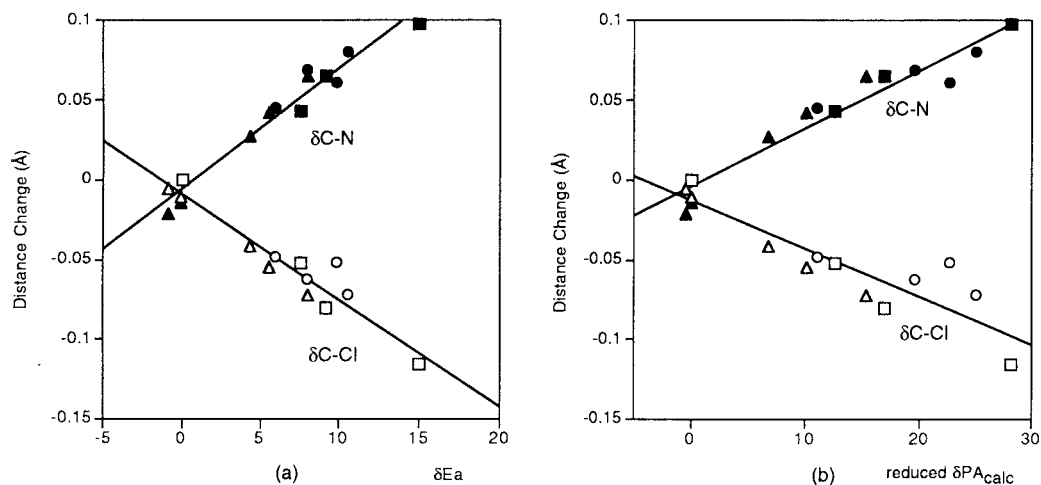 0.1
0.05
0
-0.05
-0.1
-0.15
Distance Change (Å)
δC-N
δC-Cl
-5 0 5 10 15 20
(a) δEa
0.1
0.05
0
-0.05
-0.1
-0.15
Distance Change (Å)
δC-N
δC-Cl
0 10 20 30
(b) reduced δPAcalc